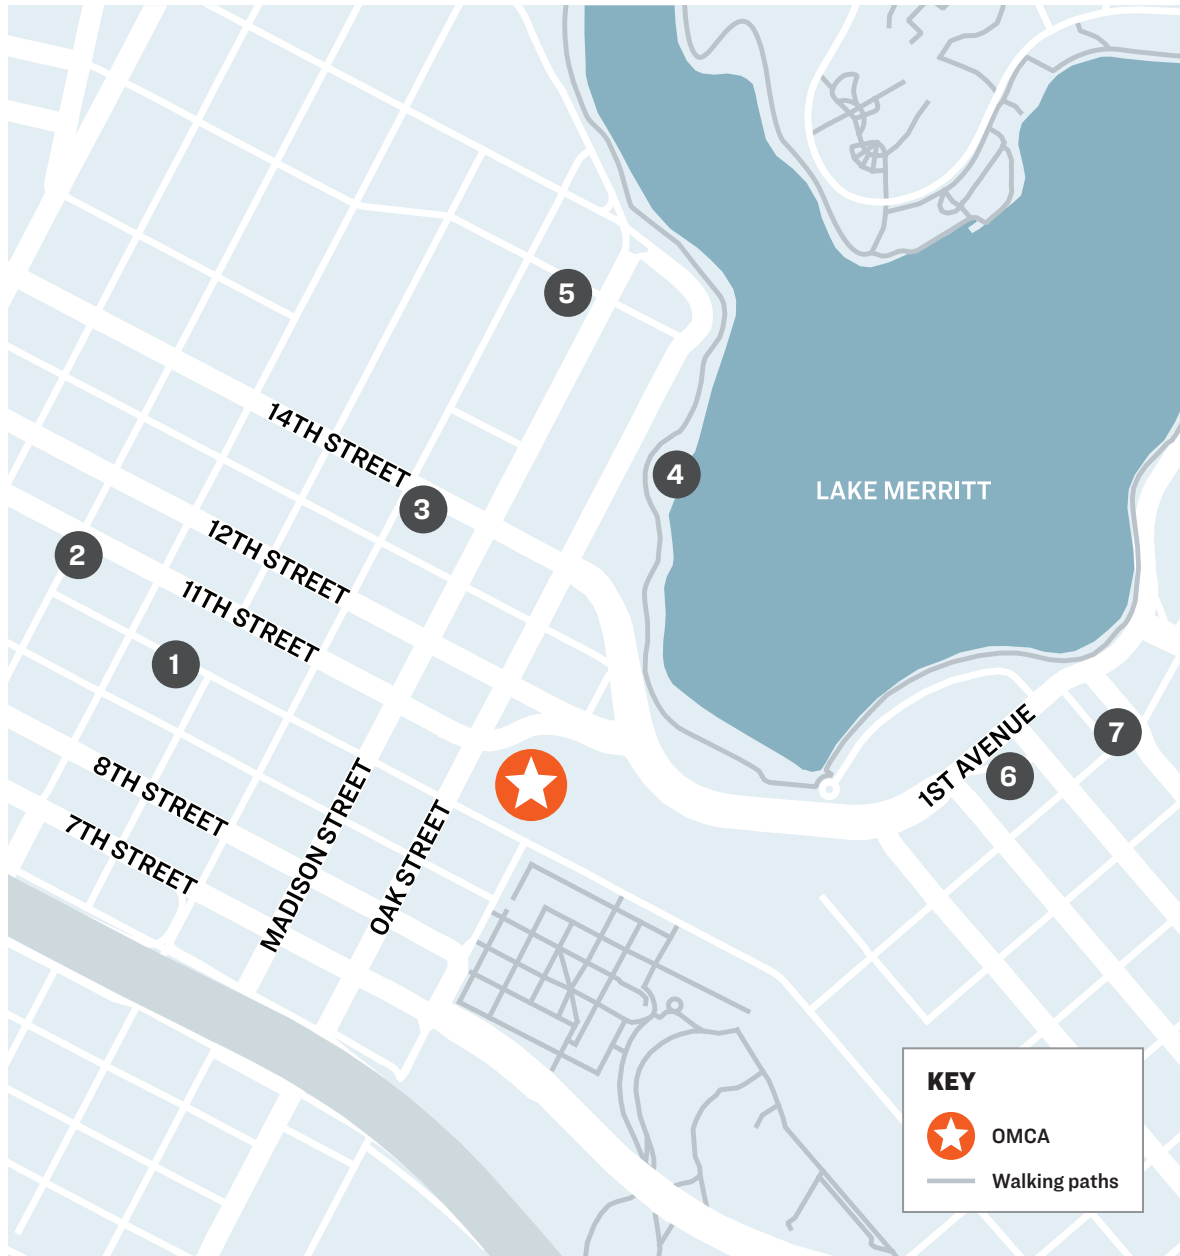 5
14TH STREET
4
LAKE MERRITT
3
12TH STREET
2
11TH STREET
1
1ST AVENUE
7
6
8TH STREET
MADISON STREET
OAK STREET
7TH STREET
KEY
OMCA
Walking paths